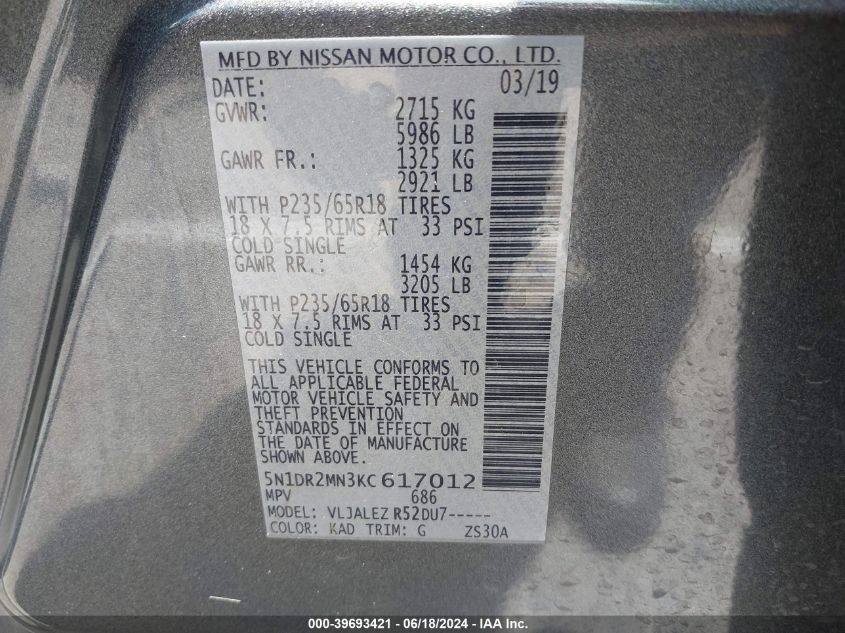 MFD BY NISSAN MOTOR CO., LTD.
DATE: 03/19
GVWR: 2715 KG
5986 LB
GAWR FR.: 1325 KG
2921 LB
WITH P235/65R18 TIRES
18 X 7.5 RIMS AT 33 PSI
COLD SINGLE
GAWR RR.: 1454 KG
3205 LB
WITH P235/65R18 TIRES
18 X 7.5 RIMS AT 33 PSI
COLD SINGLE
THIS VEHICLE CONFORMS TO
ALL APPLICABLE FEDERAL
MOTOR VEHICLE SAFETY AND
THEFT PREVENTION
STANDARDS IN EFFECT ON
THE DATE OF MANUFACTURE
SHOWN ABOVE.
5N1DR2MN3KC617012
MPV 686
MODEL: VLJALEZ R52DU7-----
COLOR: KAD TRIM: G ZS30A
000-39693421 - 06/18/2024 - IAA Inc.